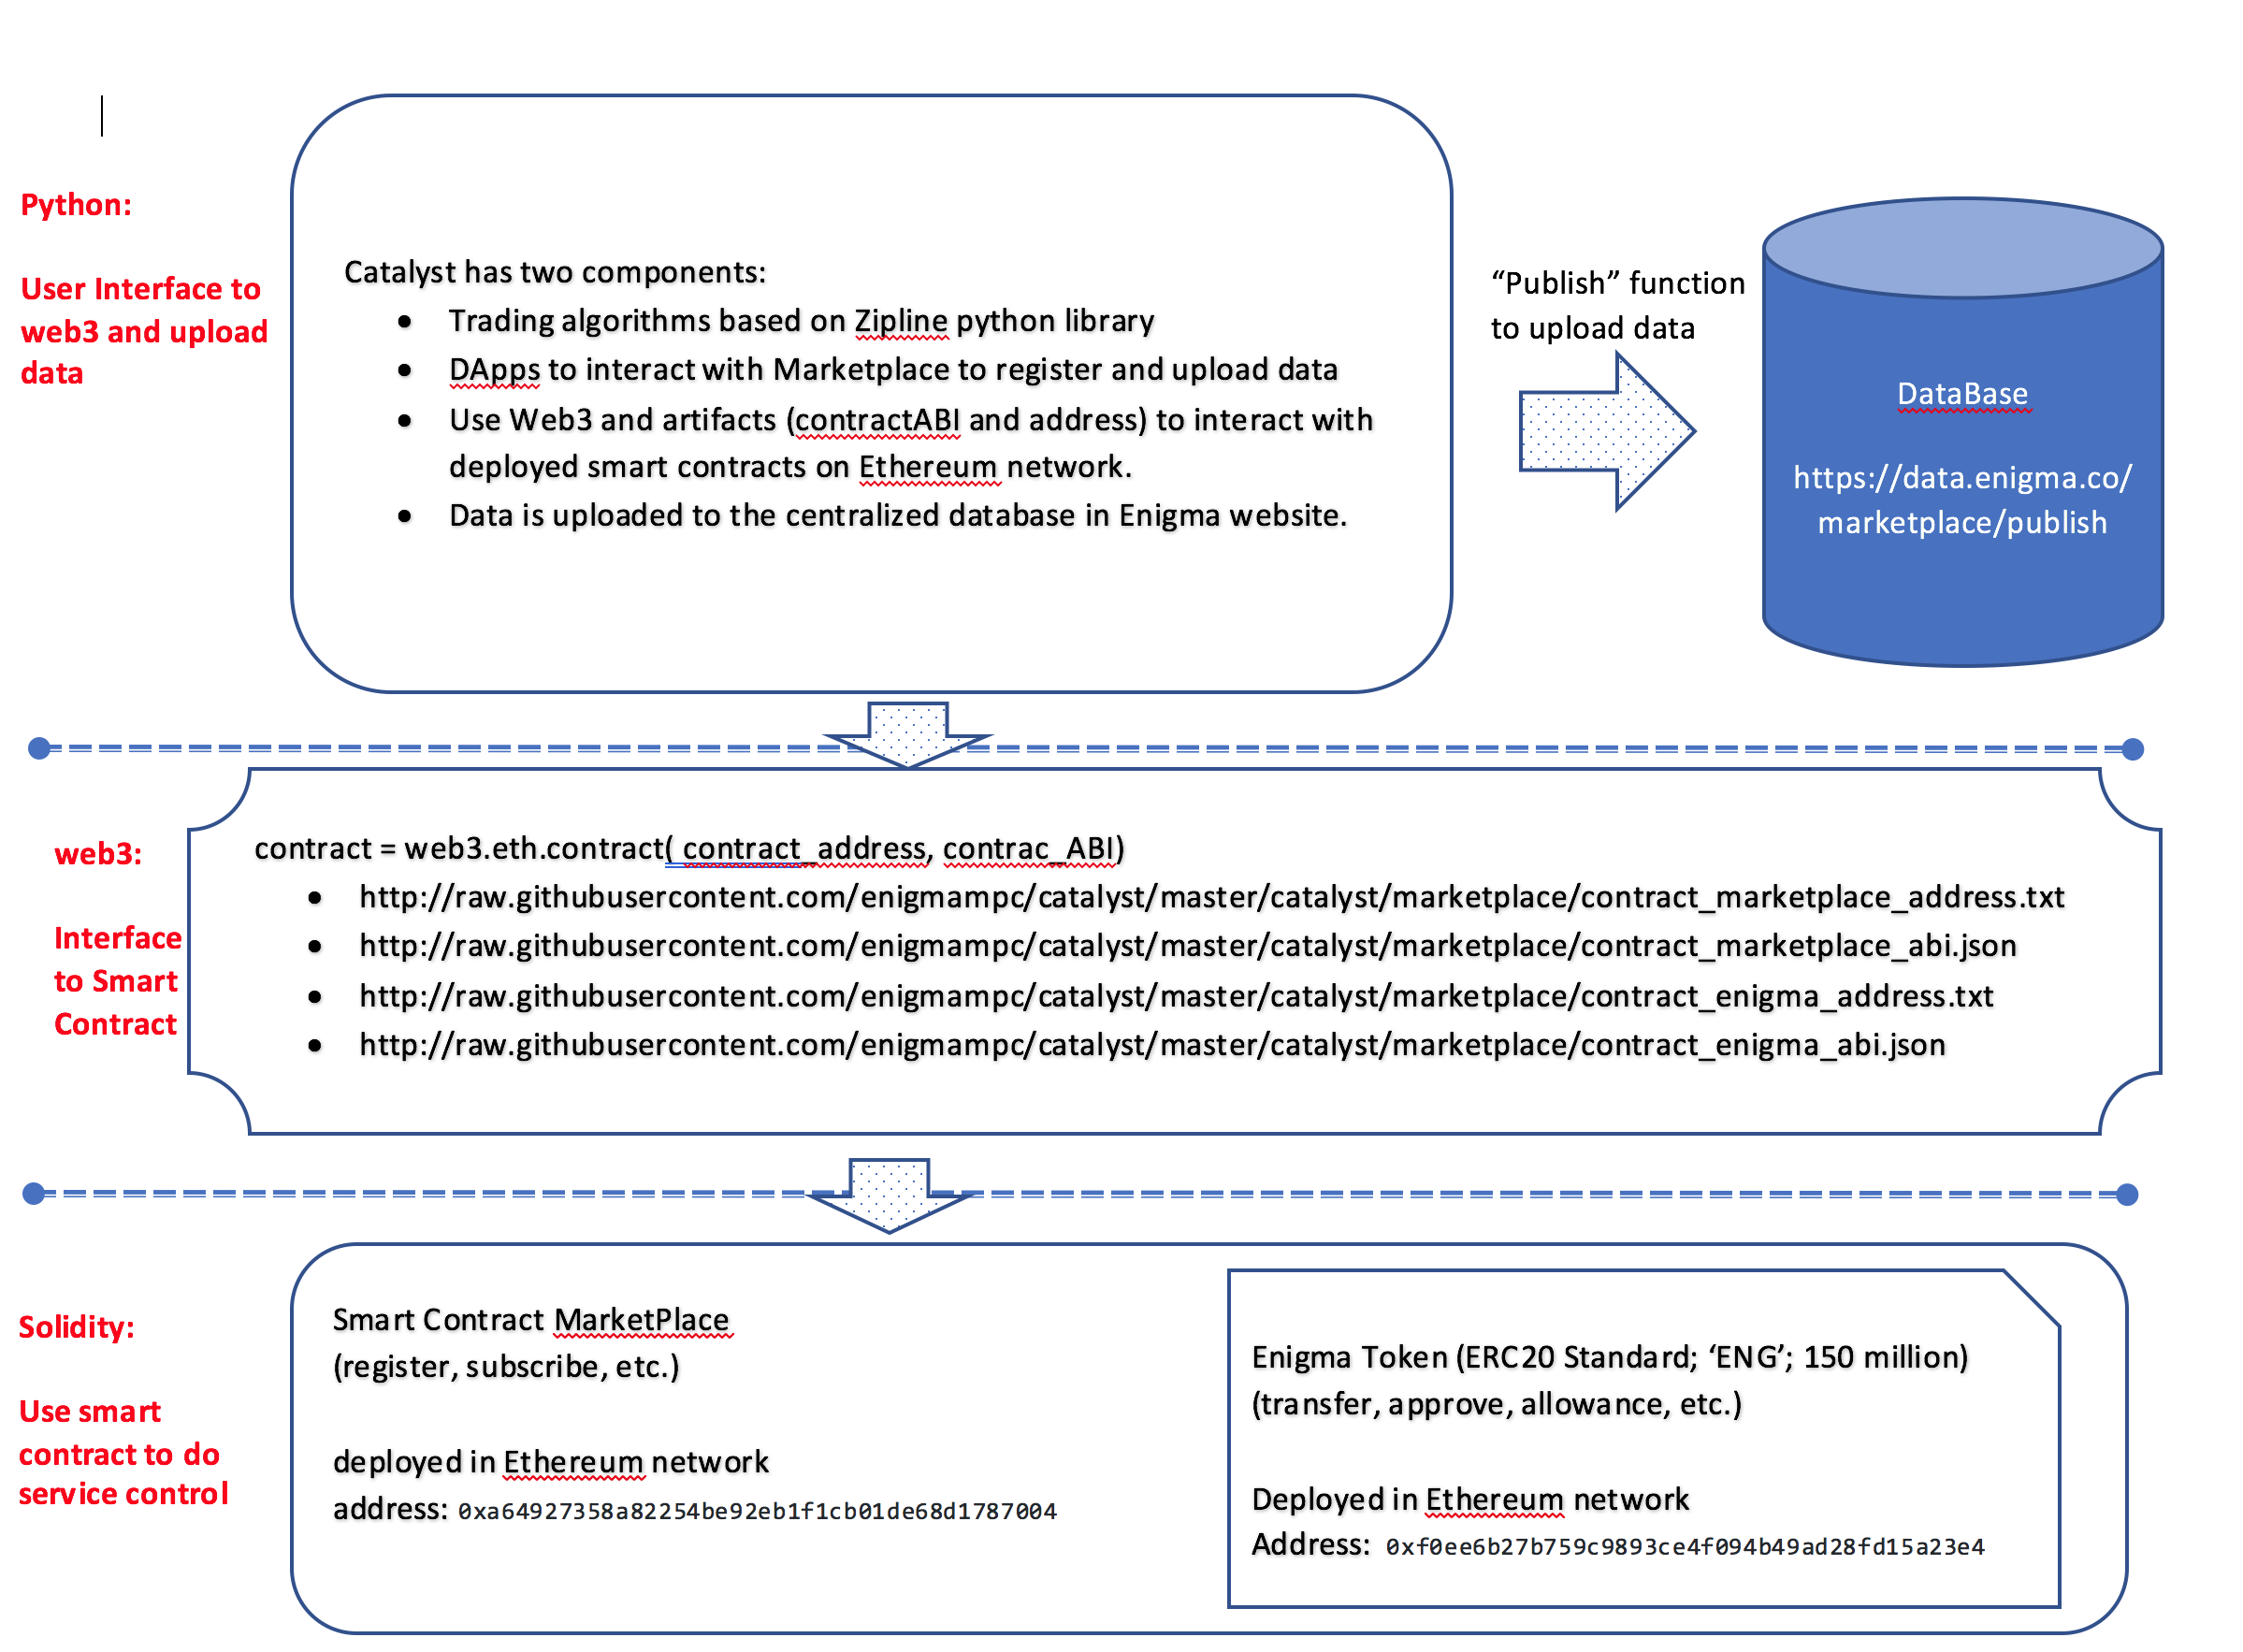 Python:
User Interface to
web3 and upload
data
Catalyst has two components:
• Trading algorithms based on Zipline python library
• DApps to interact with Marketplace to register and upload data
• Use Web3 and artifacts (contractABI and address) to interact with
deployed smart contracts on Ethereum network.
• Data is uploaded to the centralized database in Enigma website.
“Publish” function
to upload data
DataBase
https://data.enigma.co/
marketplace/publish
web3:
Interface
to Smart
Contract
contract = web3.eth.contract( contract_address, contrac_ABI)
• http://raw.githubusercontent.com/enigmampc/catalyst/master/catalyst/marketplace/contract_marketplace_address.txt
• http://raw.githubusercontent.com/enigmampc/catalyst/master/catalyst/marketplace/contract_marketplace_abi.json
• http://raw.githubusercontent.com/enigmampc/catalyst/master/catalyst/marketplace/contract_enigma_address.txt
• http://raw.githubusercontent.com/enigmampc/catalyst/master/catalyst/marketplace/contract_enigma_abi.json
Solidity:
Use smart
contract to do
service control
Smart Contract MarketPlace
(register, subscribe, etc.)
deployed in Ethereum network
address: 0xa64927358a82254be92eb1f1cb01de68d1787004
Enigma Token (ERC20 Standard; ‘ENG’; 150 million)
(transfer, approve, allowance, etc.)
Deployed in Ethereum network
Address: 0xf0ee6b27b759c9893ce4f094b49ad28fd15a23e4